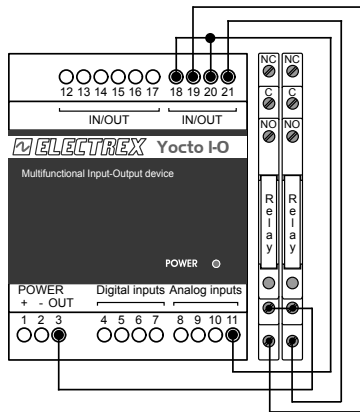 NC NC
12 13 14 15 16 17 18 19 20 21
C C
IN/OUT IN/OUT
NO NO
ELECTREX Yocto I-O
Multifunctional Input-Output device
Relay Relay
POWER
POWER Digital inputs Analog inputs
+ - OUT
1 2 3 4 5 6 7 8 9 10 11